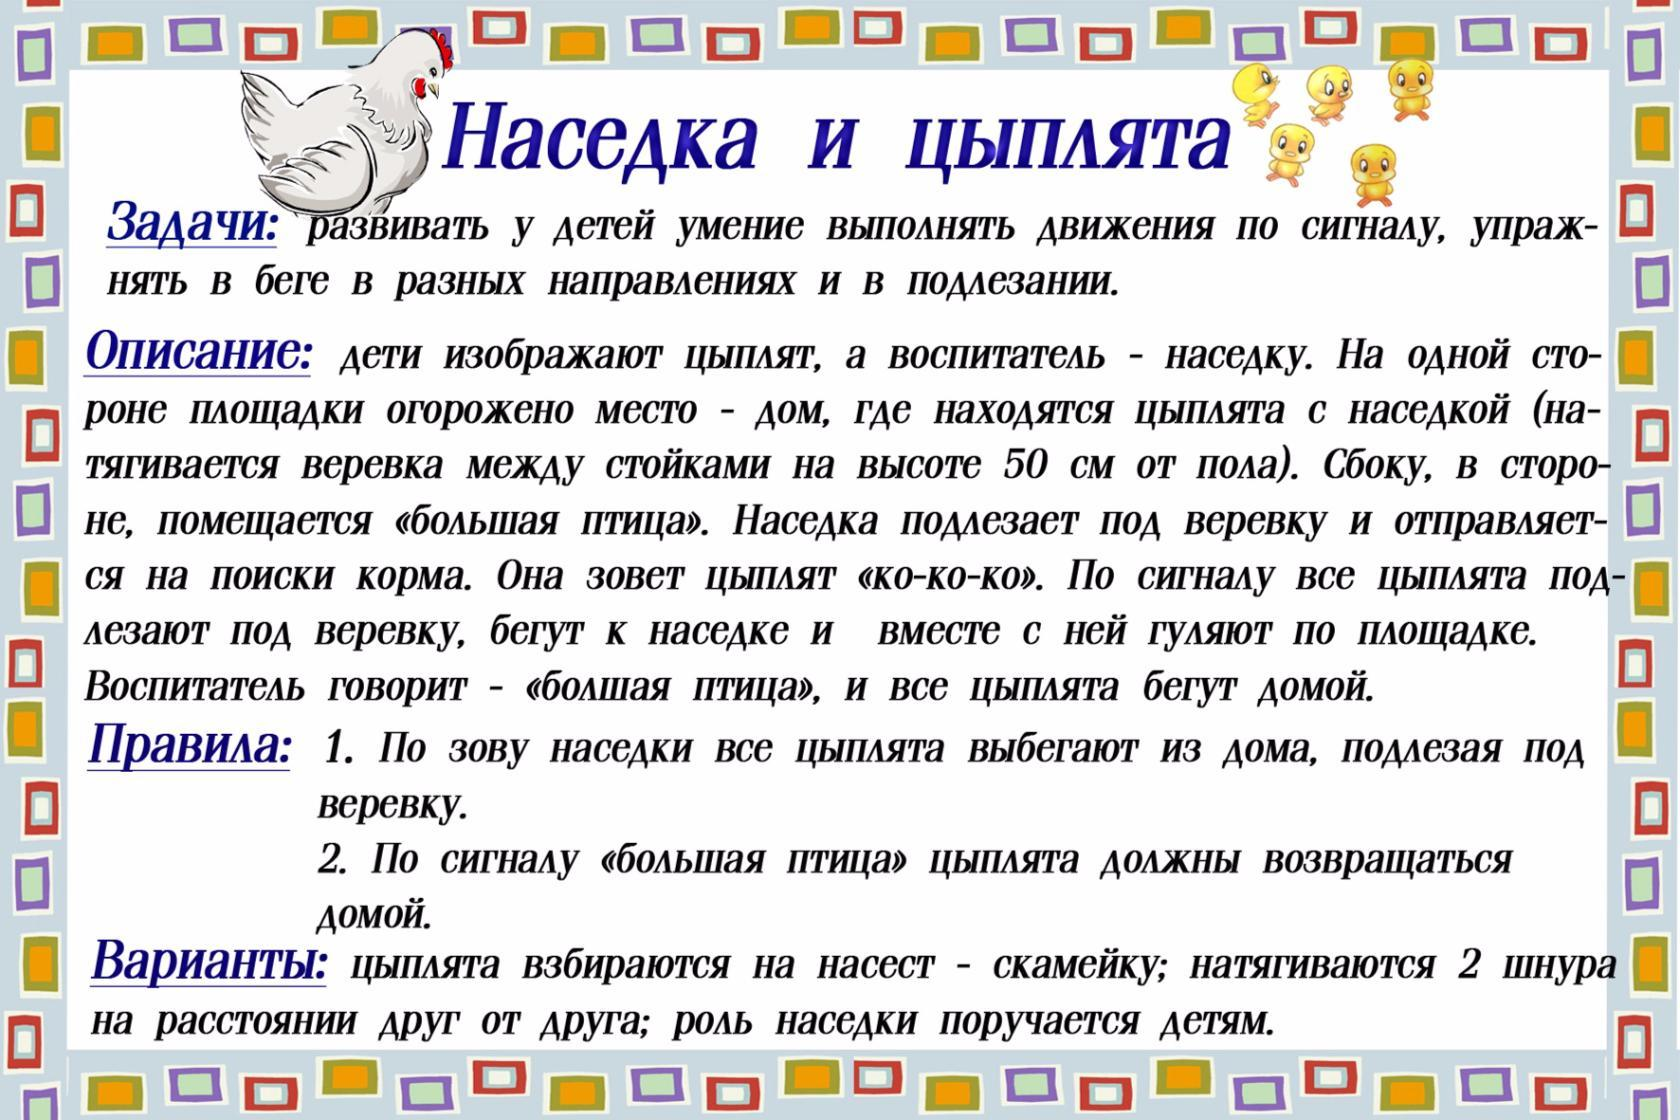 Наседка и цыплята
Задачи: развивать у детей умение выполнять движения по сигналу, упраж-
нять в беге в разных направлениях и в подлезании.
Описание: дети изображают цыплят, а воспитатель - наседку. На одной сто-
роне площадки огорожено место - дом, где находятся цыплята с наседкой (на-
тягивается веревка между стойками на высоте 50 см от пола). Сбоку, в сторо-
не, помещается «большая птица». Наседка подлезает под веревку и отправляет-
ся на поиски корма. Она зовет цыплят «ко-ко-ко». По сигналу все цыплята под-
лезают под веревку, бегут к наседке и вместе с ней гуляют по площадке.
Воспитатель говорит - «болшая птица», и все цыплята бегут домой.
Правила: 1. По зову наседки все цыплята выбегают из дома, подлезая под
веревку.
2. По сигналу «большая птица» цыплята должны возвращаться
домой.
Варианты: цыплята взбираются на насест - скамейку; натягиваются 2 шнура
на расстоянии друг от друга; роль наседки поручается детям.